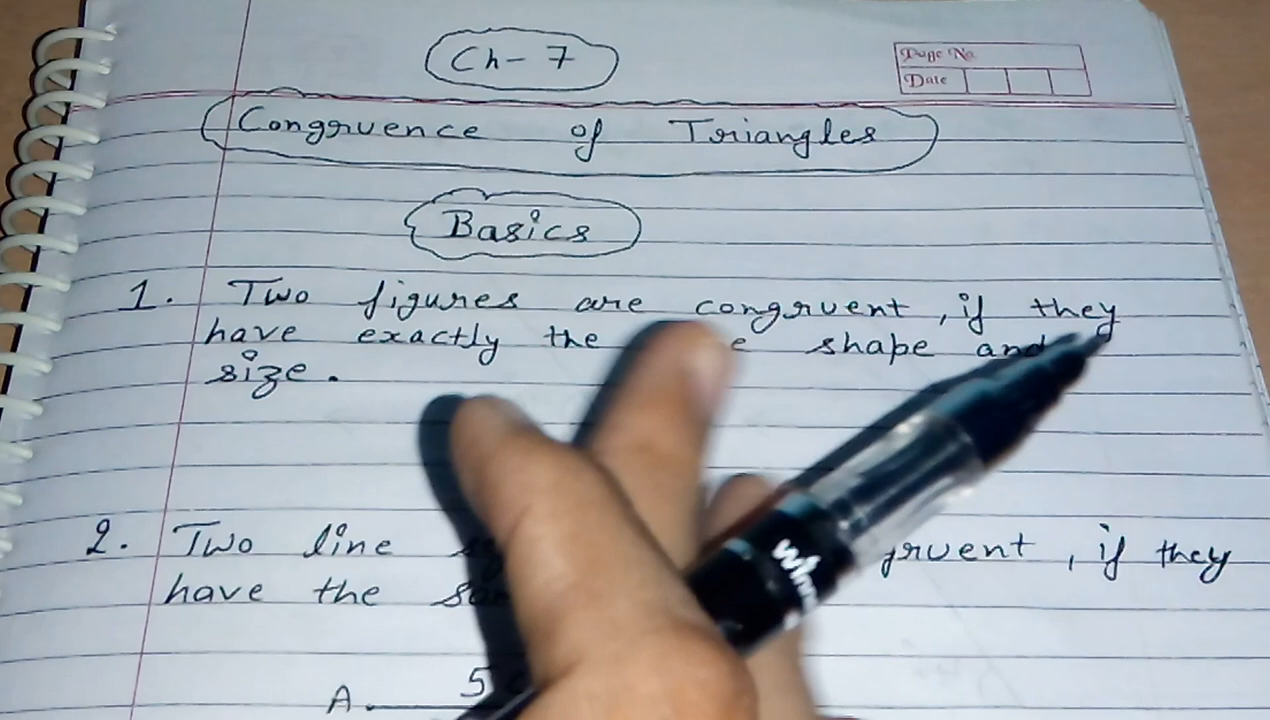 Ch-7
Page No.
Date
Congruence of Triangles
Basics
1. Two figures are congruent, if they
have exactly the shape and
size.
2. Two line gruent, if they
have the
A. 5